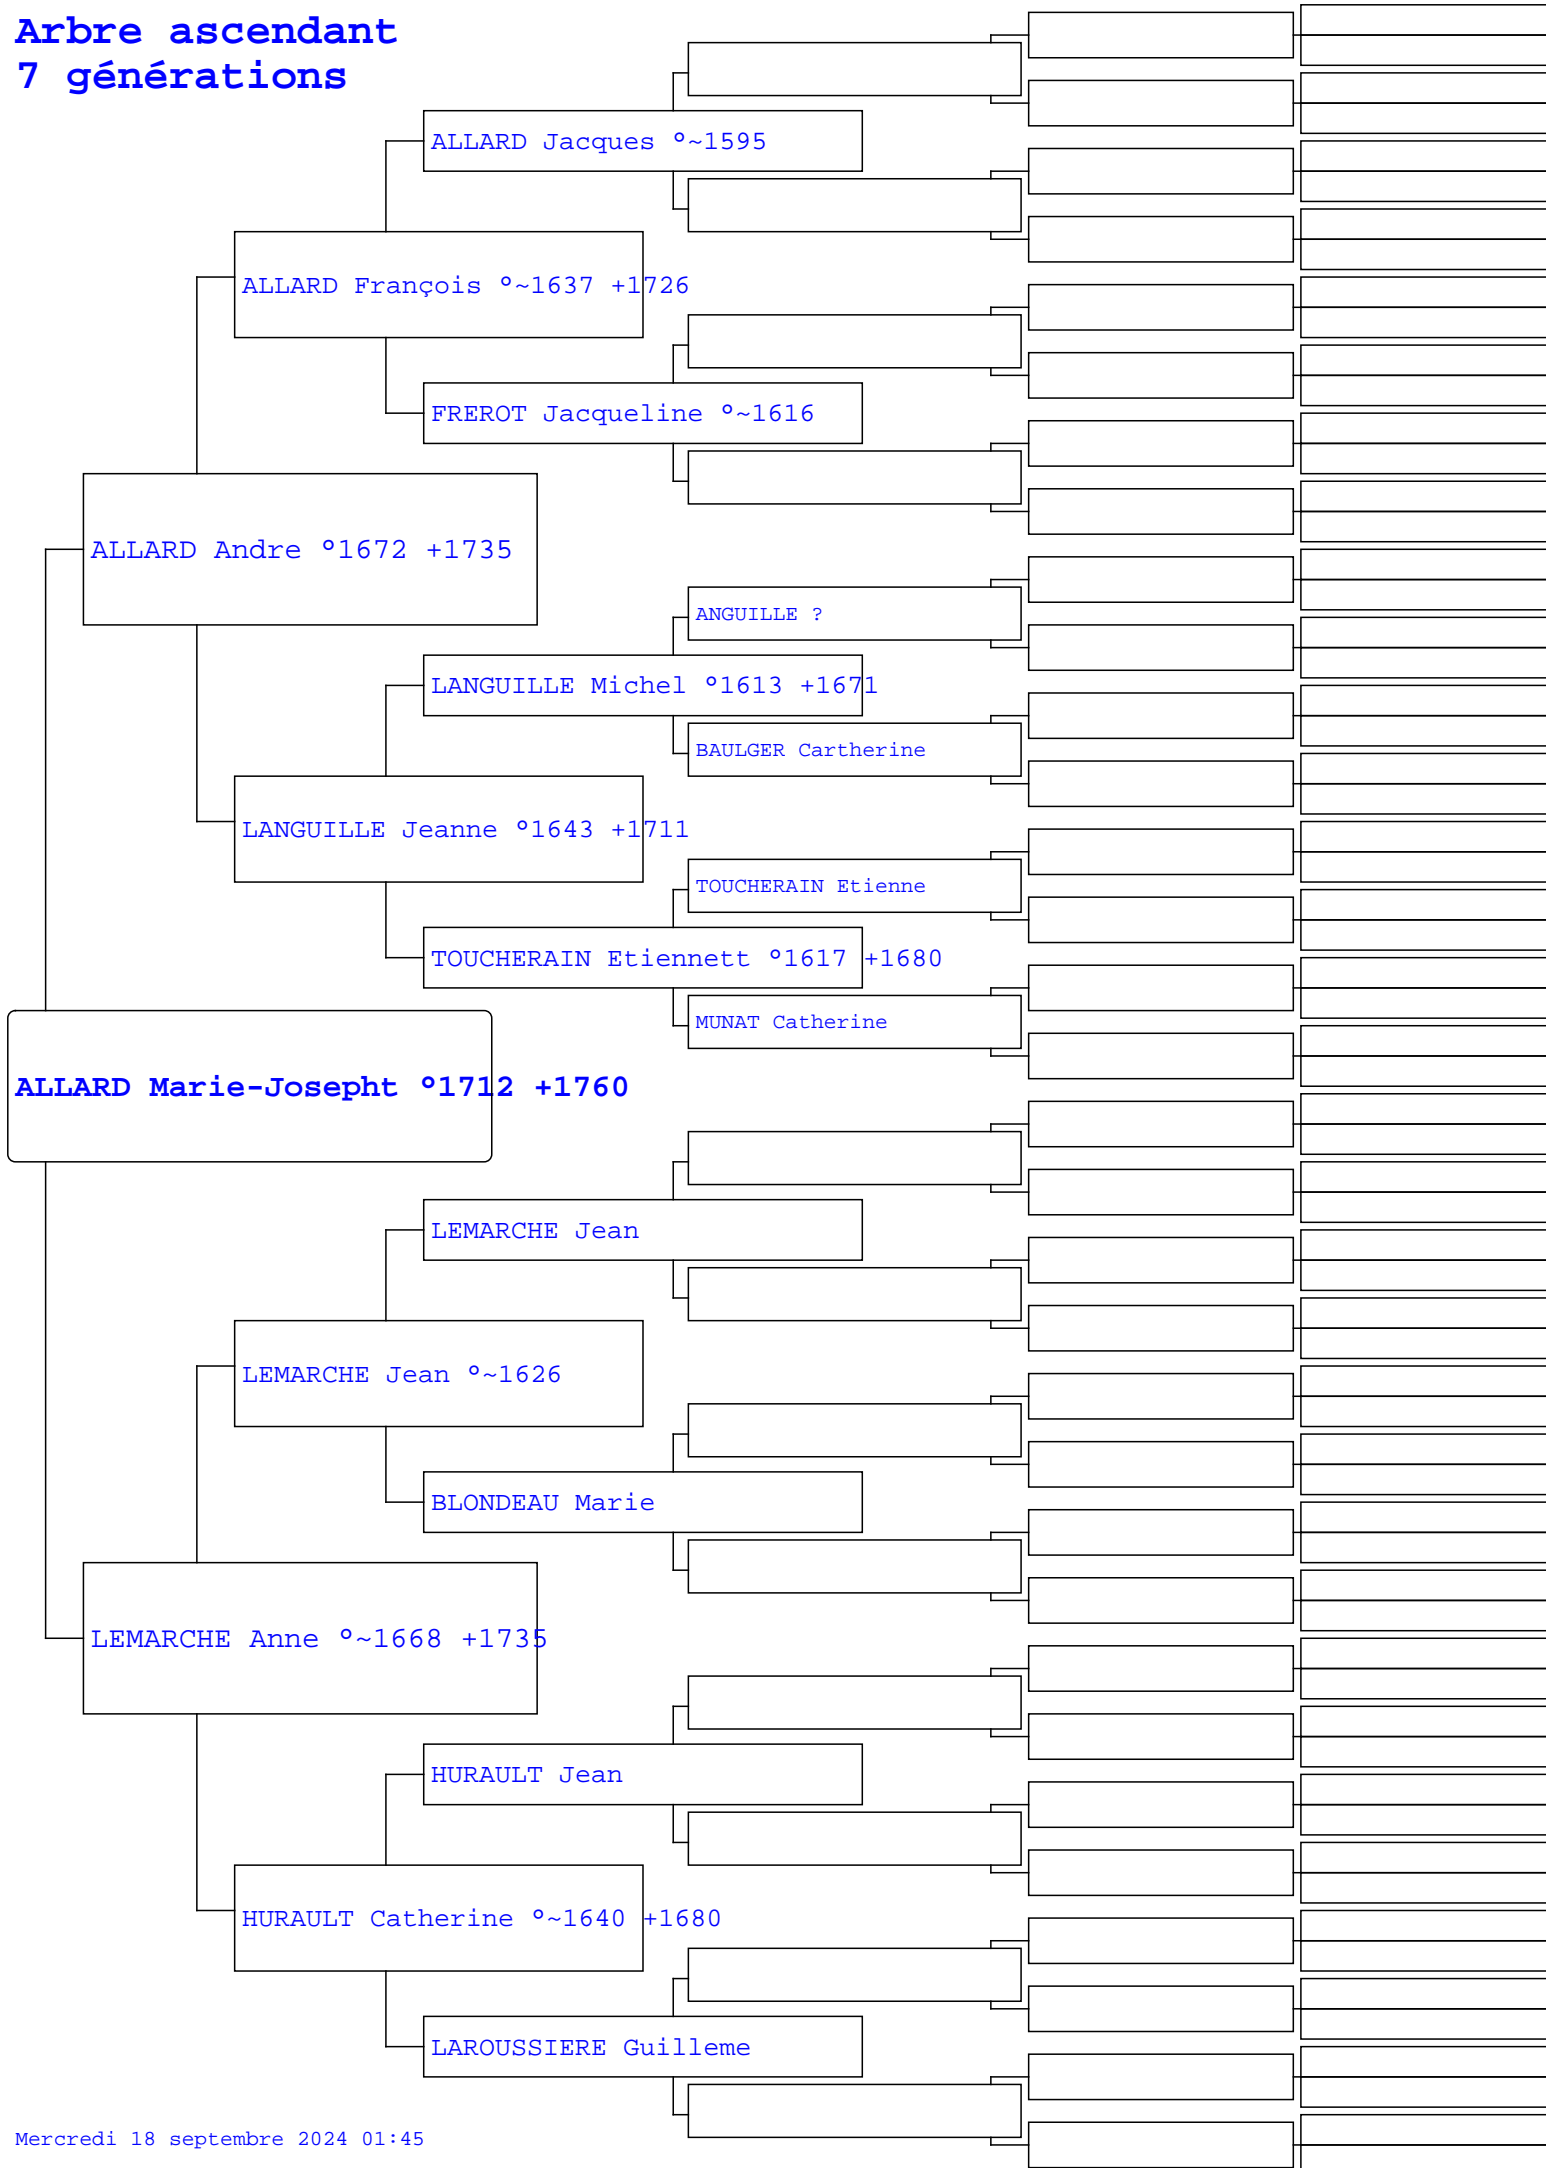 Arbre ascendant
7 générations
ALLARD Jacques °~1595
ALLARD François °~1637 +1726
FREROT Jacqueline °~1616
ALLARD Andre °1672 +1735
ANGUILLE ?
LANGUILLE Michel °1613 +1671
BAULGER Cartherine
LANGUILLE Jeanne °1643 +1711
TOUCHERAIN Etienne
TOUCHERAIN Etiennett °1617 +1680
MUNAT Catherine
ALLARD Marie-Josepht °1712 +1760
LEMARCHE Jean
LEMARCHE Jean °~1626
BLONDEAU Marie
LEMARCHE Anne °~1668 +1735
HURAULT Jean
HURAULT Catherine °~1640 +1680
LAROUSSIERE Guilleme
Mercredi 18 septembre 2024 01:45